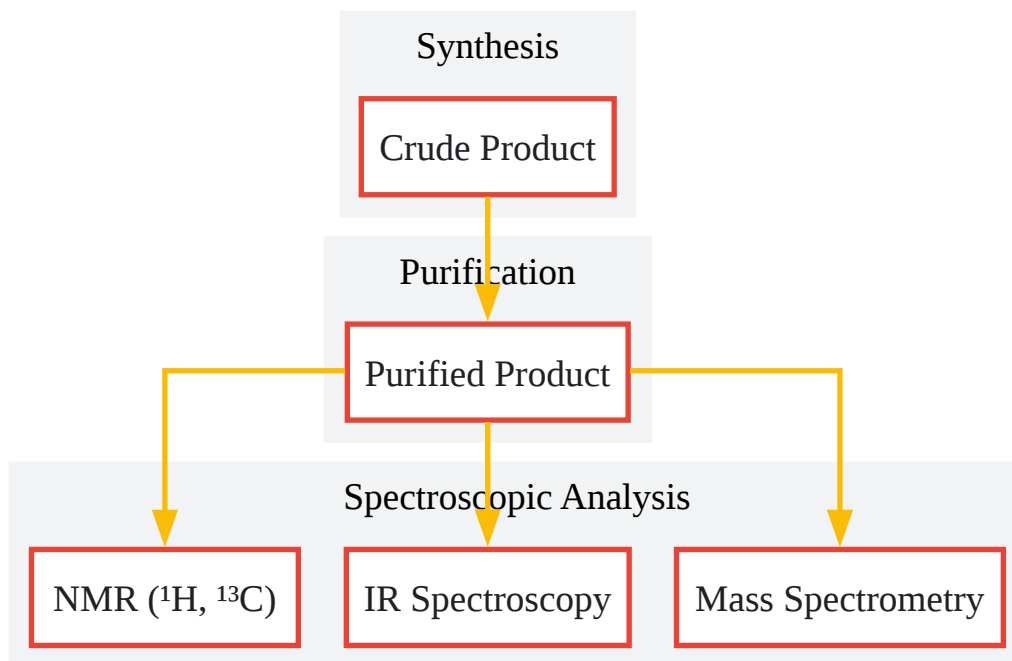 Synthesis
Crude Product
Purification
Purified Product
Spectroscopic Analysis
NMR (¹H, ¹³C)
IR Spectroscopy
Mass Spectrometry